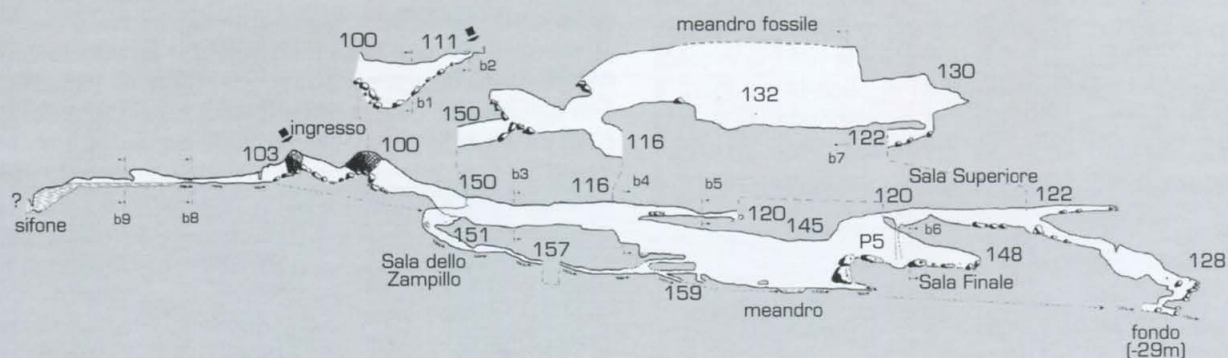 meandro fossile
100
111
b2
b1
130
132
150
116
122
b7
ingresso
103
100
150
b3
116
b4
b5
Sala Superiore
120
122
120
145
?
sifone
b9
b8
151
157
P5
b6
148
128
Sala dello
Zampillo
Sala Finale
159
meandro
fondo
(-29m)